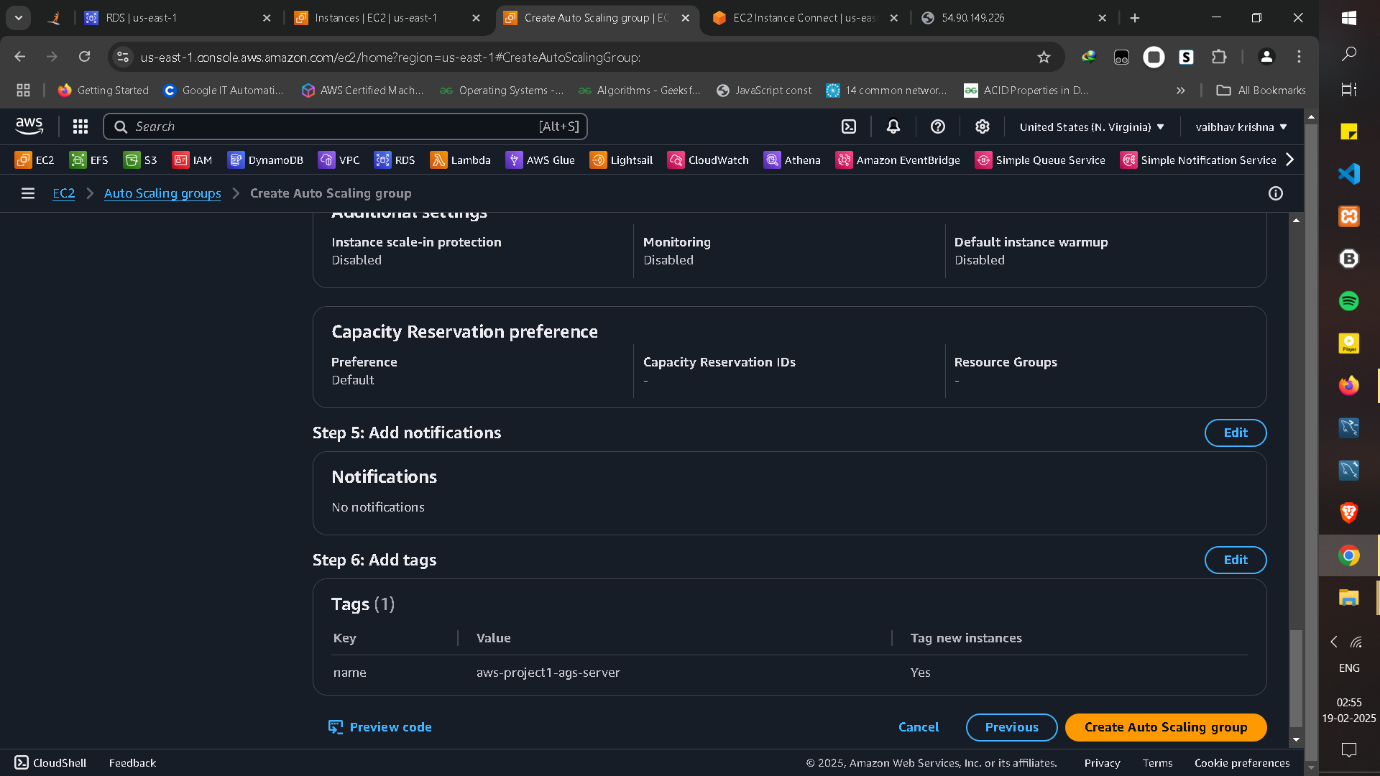 RDS | us-east-1
Instances | EC2 | us-east-1
Create Auto Scaling group | EC
EC2 Instance Connect | us-eas
54.90.149.226
us-east-1.console.aws.amazon.com/ec2/home?region=us-east-1#CreateAutoScalingGroup:
Getting Started
Google IT Automati...
AWS Certified Mach...
Operating Systems -...
Algorithms - Geeksf...
JavaScript const
14 common networ...
ACID Properties in D...
All Bookmarks
aws
Search
[Alt+S]
United States (N. Virginia)
vaibhav krishna
EC2
EFS
S3
IAM
DynamoDB
VPC
RDS
Lambda
AWS Glue
Lightsail
CloudWatch
Athena
Amazon EventBridge
Simple Queue Service
Simple Notification Service
EC2
Auto Scaling groups
Create Auto Scaling group
Additional settings
Instance scale-in protection
Monitoring
Default instance warmup
Disabled
Disabled
Disabled
Capacity Reservation preference
Preference
Capacity Reservation IDs
Resource Groups
Default
-
-
Step 5: Add notifications
Edit
Notifications
No notifications
Step 6: Add tags
Edit
Tags (1)
Key
Value
Tag new instances
name
aws-project1-ags-server
Yes
Preview code
Cancel
Previous
Create Auto Scaling group
CloudShell
Feedback
© 2025, Amazon Web Services, Inc. or its affiliates.
Privacy
Terms
Cookie preferences
ENG
02:55
19-02-2025